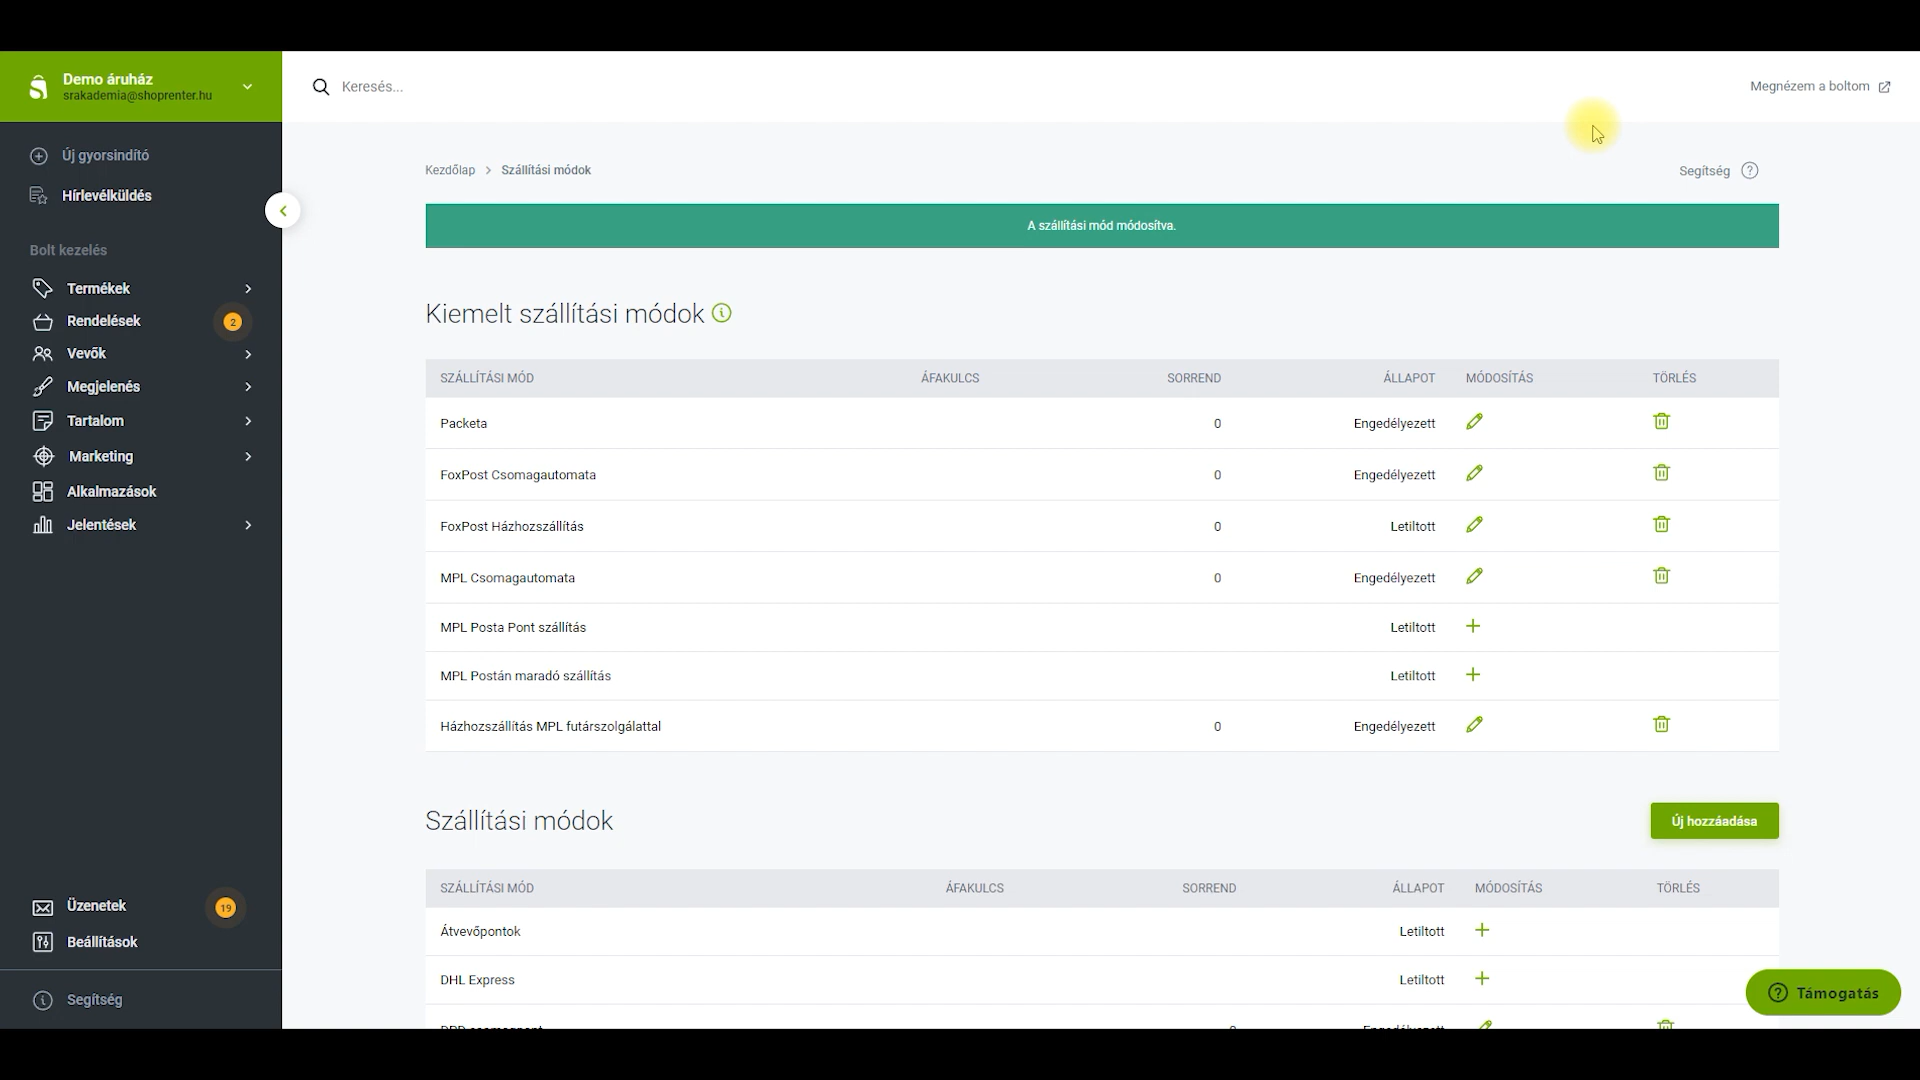 Demo áruház
srakademia@shoprenter.hu
Keresés...
Megnézem a boltom
Új gyorsindító
Hírlevélküldés
Bolt kezelés
Termékek
Rendelések 2
Vevők
Megjelenés
Tartalom
Marketing
Alkalmazások
Jelentések
Üzenetek 19
Beállítások
Segítség
Kezdőlap > Szállítási módok
Segítség
A szállítási mód módosítva.
Kiemelt szállítási módok
SZÁLLÍTÁSI MÓD ÁFAKULCS SORREND ÁLLAPOT MÓDOSÍTÁS TÖRLÉS
Packeta 0 Engedélyezett
FoxPost Csomagautomata 0 Engedélyezett
FoxPost Házhozszállítás 0 Letiltott
MPL Csomagautomata 0 Engedélyezett
MPL Posta Pont szállítás Letiltott
MPL Postán maradó szállítás Letiltott
Házhozszállítás MPL futárszolgálattal 0 Engedélyezett
Szállítási módok
Új hozzáadása
SZÁLLÍTÁSI MÓD ÁFAKULCS SORREND ÁLLAPOT MÓDOSÍTÁS TÖRLÉS
Átvevőpontok Letiltott
DHL Express Letiltott
Támogatás